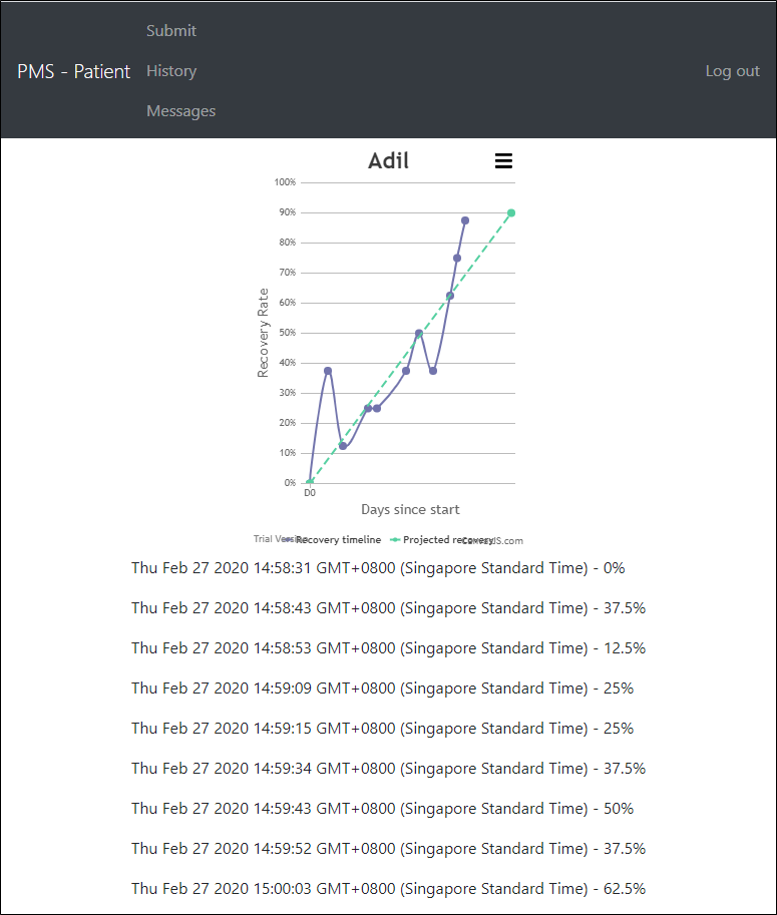 Submit
PMS - Patient
History
Log out
Messages
Adil
100%
90%
80%
70%
60%
50%
40%
30%
20%
10%
0%
Recovery Rate
D0
Days since start
Trial Version
Recovery timeline
Projected recovery
CanvasJS.com
Thu Feb 27 2020 14:58:31 GMT+0800 (Singapore Standard Time) - 0%
Thu Feb 27 2020 14:58:43 GMT+0800 (Singapore Standard Time) - 37.5%
Thu Feb 27 2020 14:58:53 GMT+0800 (Singapore Standard Time) - 12.5%
Thu Feb 27 2020 14:59:09 GMT+0800 (Singapore Standard Time) - 25%
Thu Feb 27 2020 14:59:15 GMT+0800 (Singapore Standard Time) - 25%
Thu Feb 27 2020 14:59:34 GMT+0800 (Singapore Standard Time) - 37.5%
Thu Feb 27 2020 14:59:43 GMT+0800 (Singapore Standard Time) - 50%
Thu Feb 27 2020 14:59:52 GMT+0800 (Singapore Standard Time) - 37.5%
Thu Feb 27 2020 15:00:03 GMT+0800 (Singapore Standard Time) - 62.5%